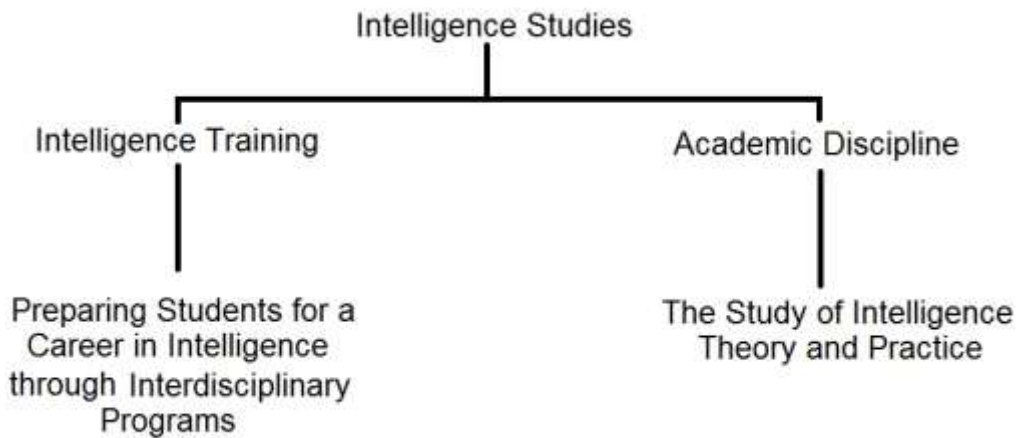 Intelligence Studies
Intelligence Training
Academic Discipline
Preparing Students for a
Career in Intelligence
through Interdisciplinary
Programs
The Study of Intelligence
Theory and Practice